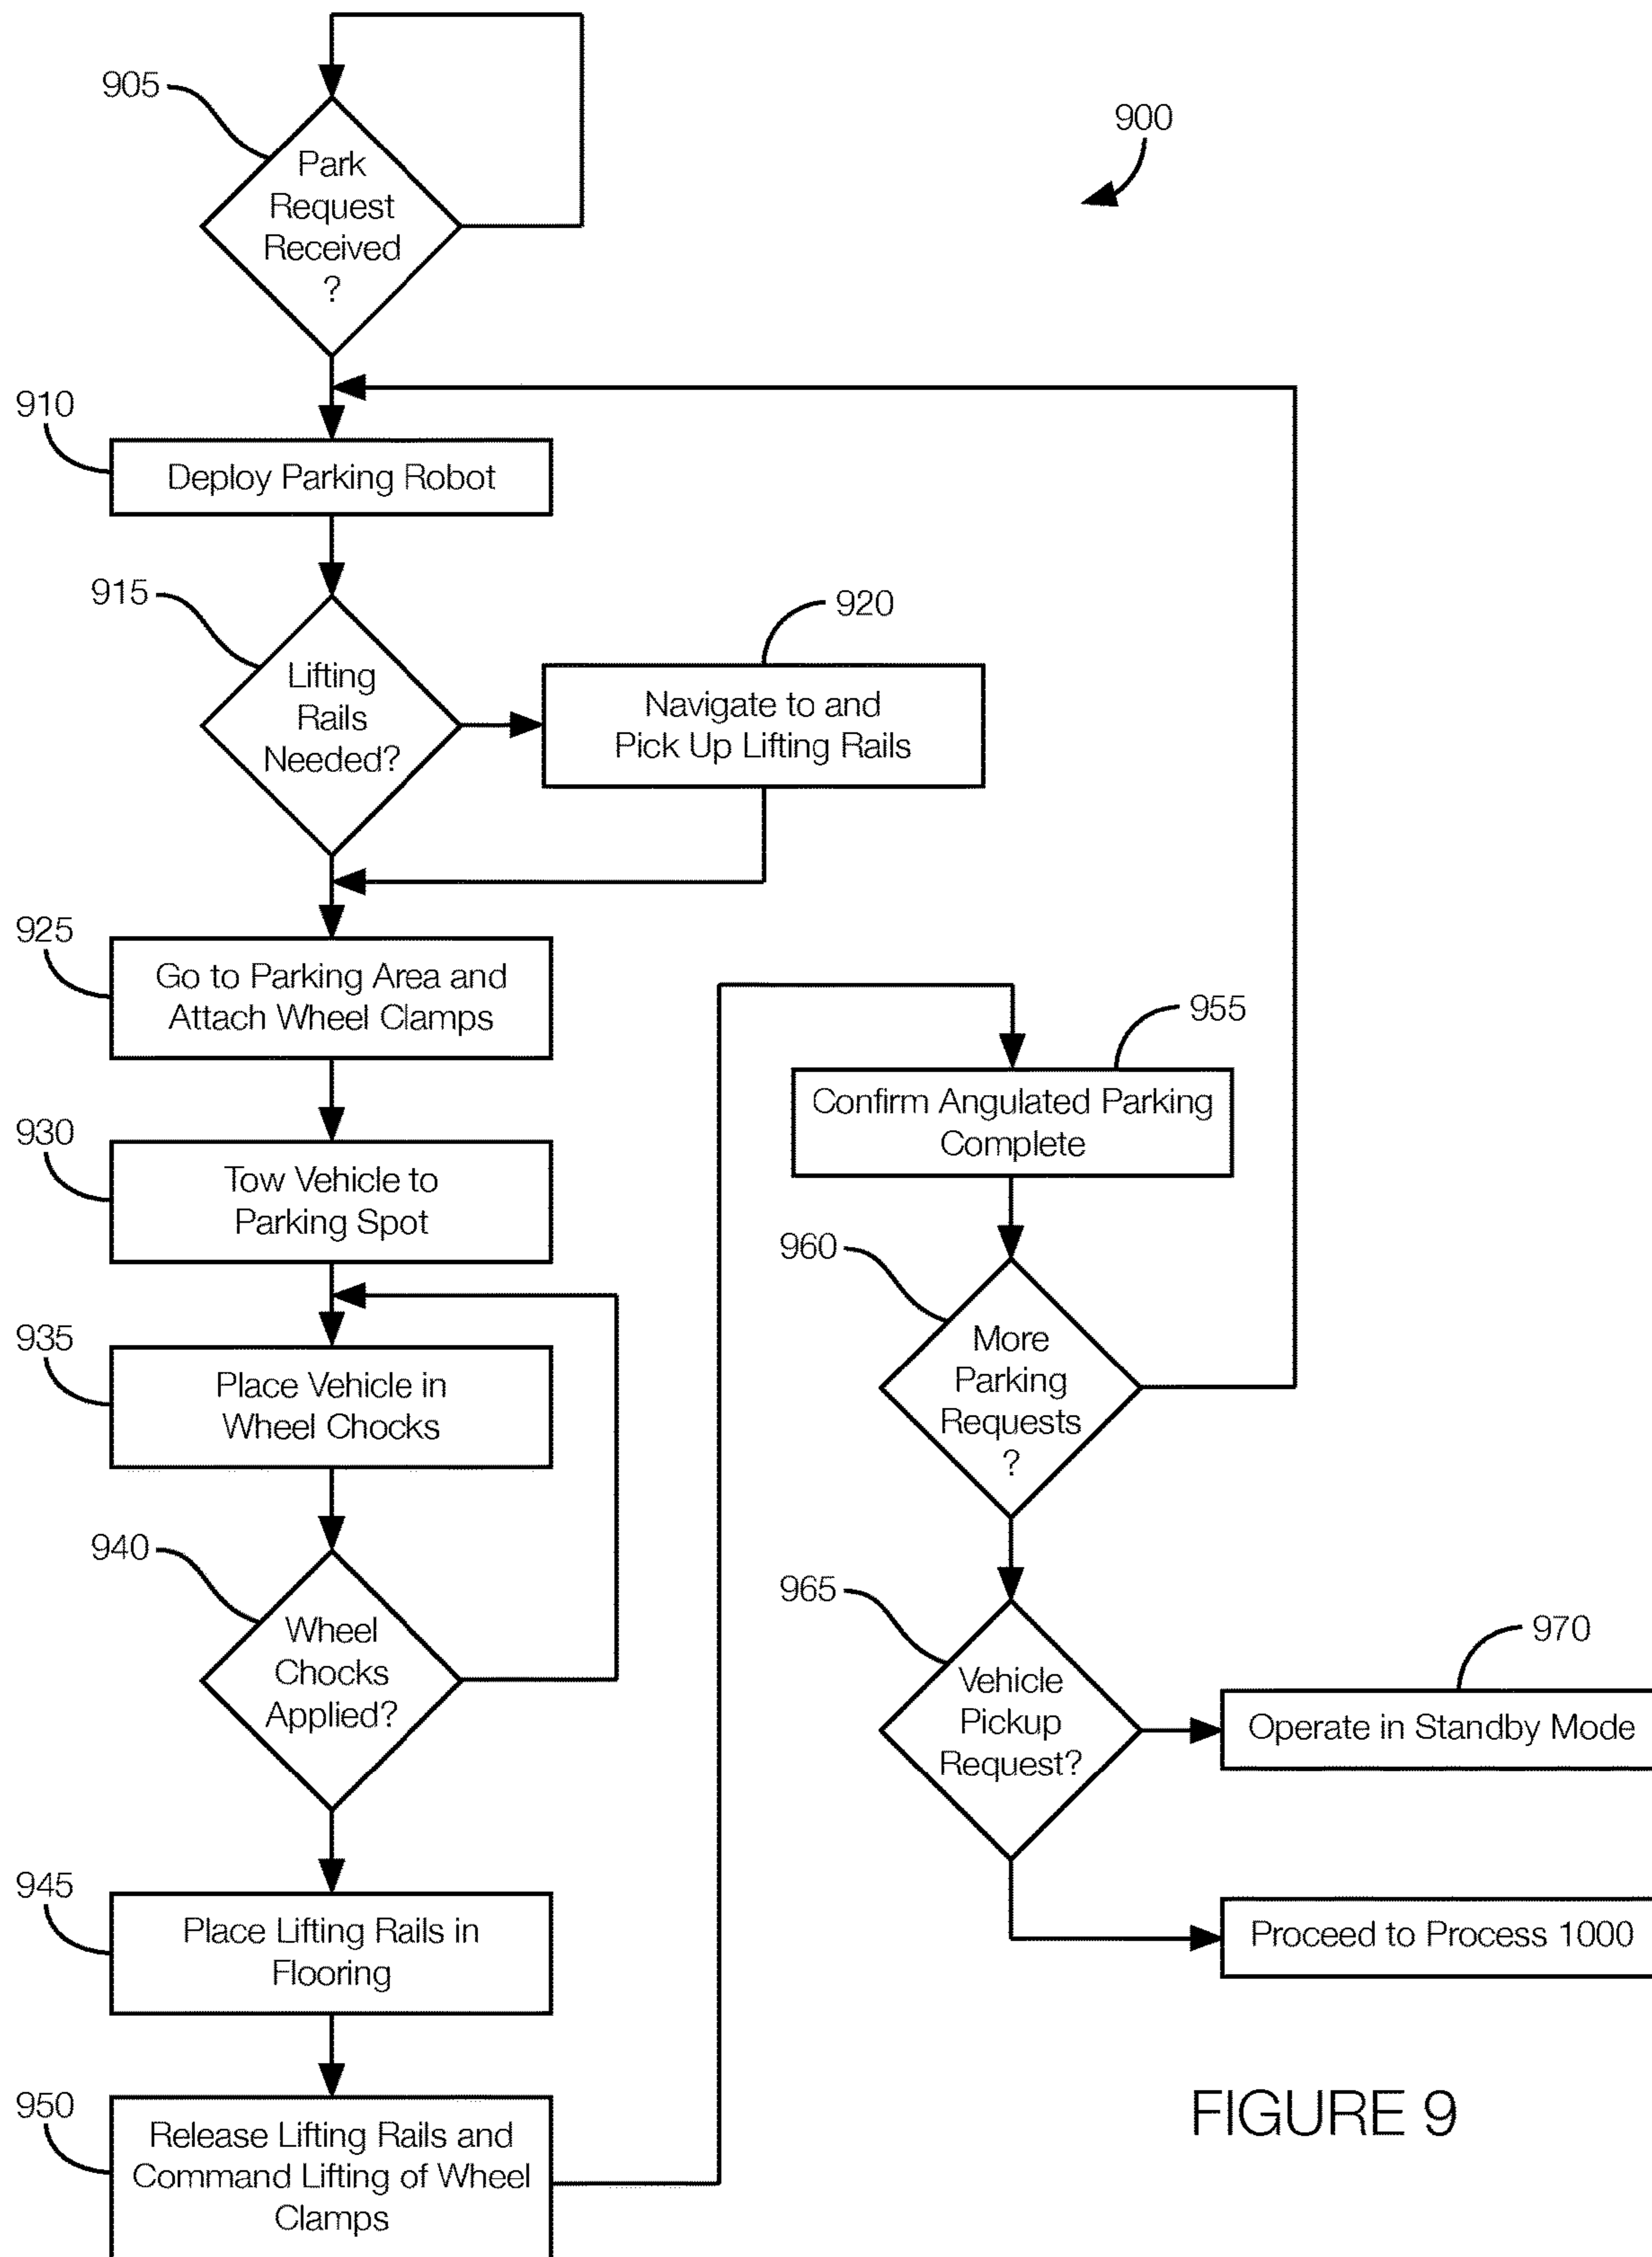 905
Park
Request
Received
?
900
910
Deploy Parking Robot
915
Lifting
Rails
Needed?
920
Navigate to and
Pick Up Lifting Rails
925
Go to Parking Area and
Attach Wheel Clamps
930
Tow Vehicle to
Parking Spot
935
Place Vehicle in
Wheel Chocks
940
Wheel
Chocks
Applied?
945
Place Lifting Rails in
Flooring
950
Release Lifting Rails and
Command Lifting of Wheel
Clamps
955
Confirm Angulated Parking
Complete
960
More
Parking
Requests
?
965
Vehicle
Pickup
Request?
970
Operate in Standby Mode
Proceed to Process 1000
FIGURE 9